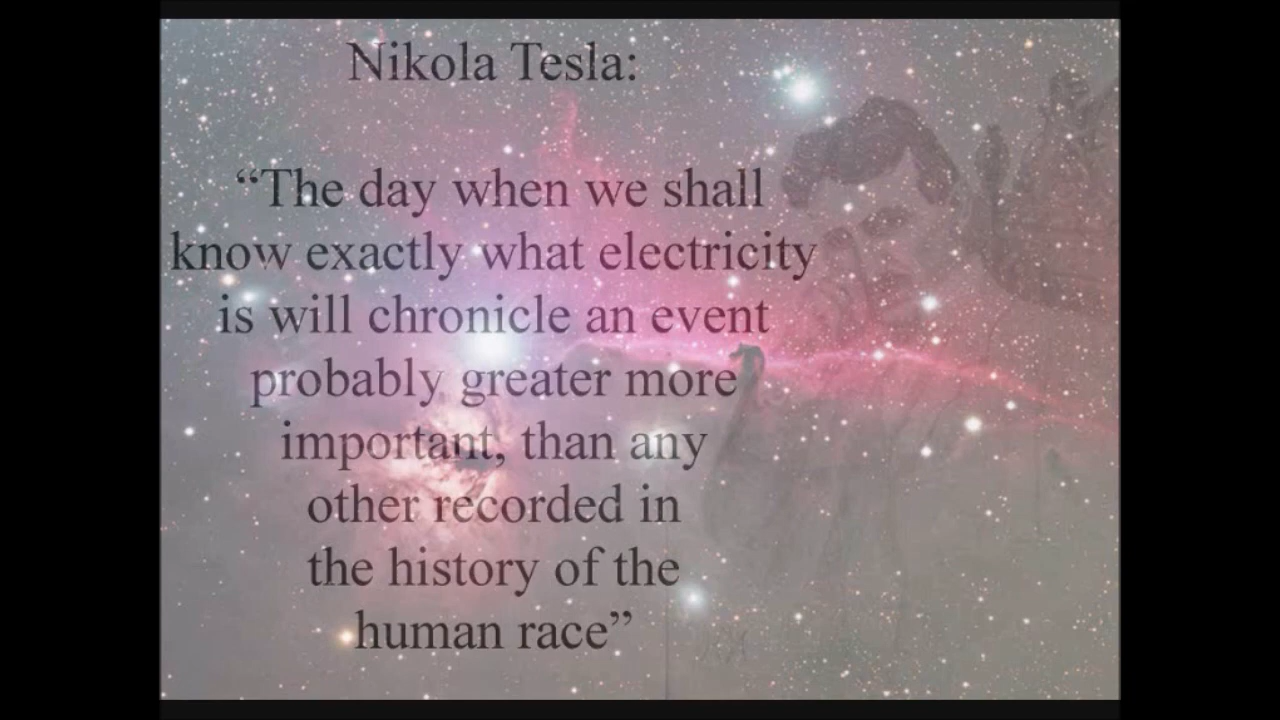 Nikola Tesla:
“The day when we shall
know exactly what electricity
is will chronicle an event
probably greater more
important, than any
other recorded in
the history of the
human race”